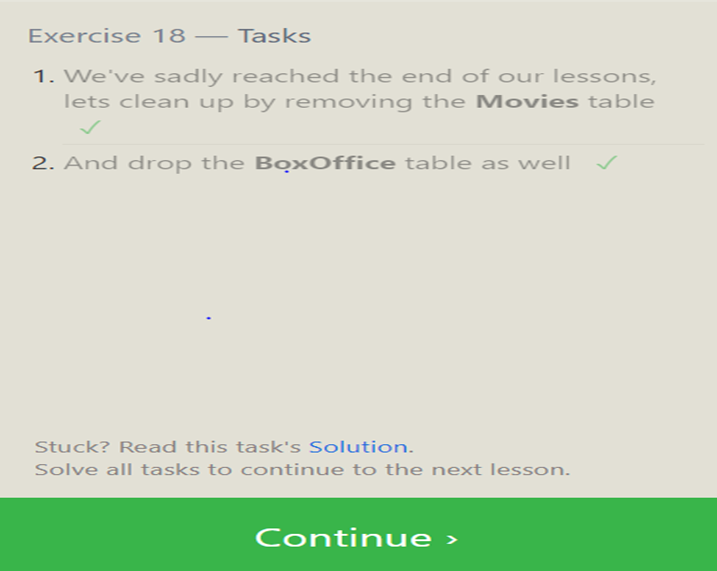 Exercise 18 — Tasks
1. We've sadly reached the end of our lessons,
lets clean up by removing the Movies table
✓
2. And drop the BoxOffice table as well ✓
Stuck? Read this task's Solution.
Solve all tasks to continue to the next lesson.
Continue ›